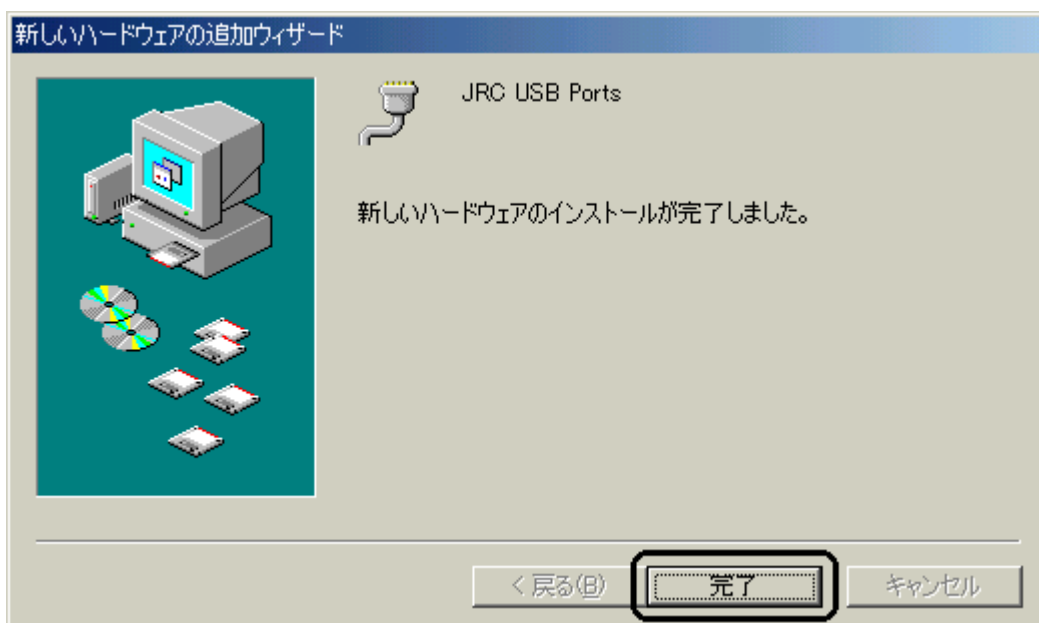 新しいハードウェアの追加ウィザード
JRC USB Ports
新しいハードウェアのインストールが完了しました。
< 戻る(B)
完了
キャンセル